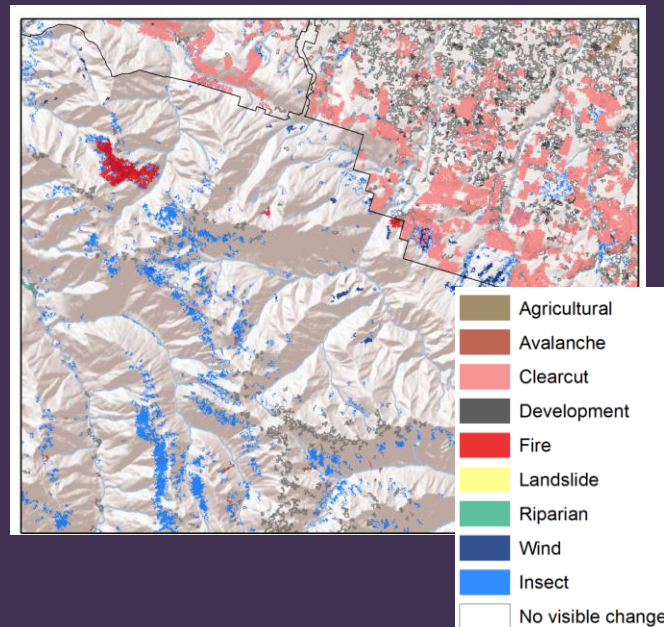 Agricultural
Avalanche
Clearcut
Development
Fire
Landslide
Riparian
Wind
Insect
No visible change